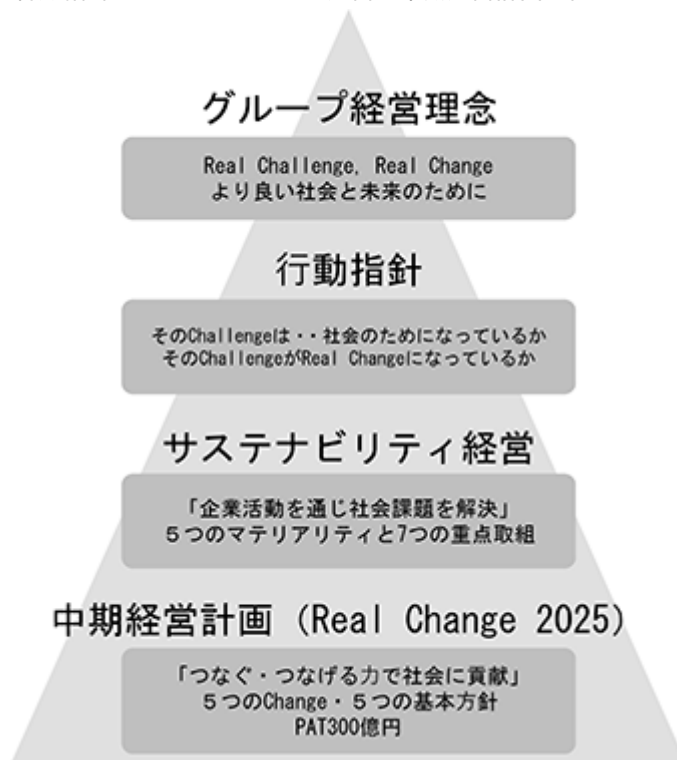 グループ経営理念
Real Challenge, Real Change
より良い社会と未来のために
行動指針
そのChallengeは・・社会のためになっているか
そのChallengeがReal Changeになっているか
サステナビリティ経営
「企業活動を通じ社会課題を解決」
５つのマテリアリティと7つの重点取組
中期経営計画 (Real Change 2025)
「つなぐ・つなげる力で社会に貢献」
５つのChange・５つの基本方針
PAT300億円